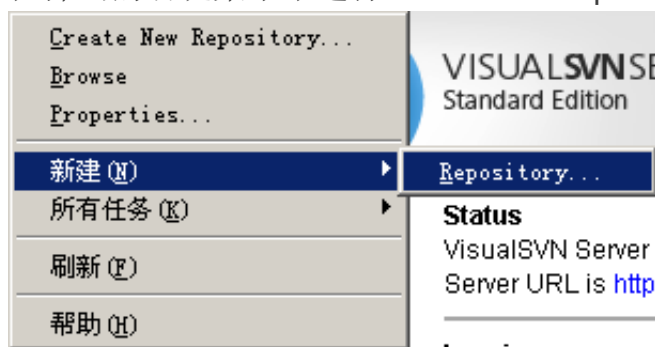 Create New Repository...
Browse
Properties...
新建(N)
所有任务(K)
刷新(F)
帮助(H)
Repository...
VISUALSVN SE
Standard Edition
Status
VisualSVN Server
Server URL is http